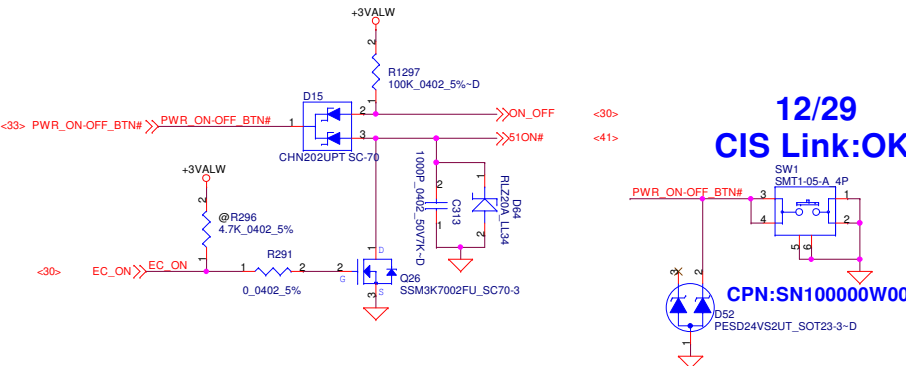 +3VALW
2
R1297
100K_0402_5%~D
1
D15
<33> PWR_ON-OFF_BTN# PWR_ON-OFF_BTN# 1
2 ON_OFF <30>
3 51ON# <41>
CHN202UPT SC-70
+3VALW
2
@R296
4.7K_0402_5%
1
R291
<30> EC_ON EC_ON 1 2 2
0_0402_5%
1 D
G
Q26
S
3
SSM3K7002FU_SC70-3
2
1
C313
1000P_0402_50V7K~D
1
2
D64
RLZ20A_LL34
12/29
CIS Link:OK
SW1
SMT1-05-A_4P
PWR_ON-OFF_BTN# 3 1
4 2
5 6
3 2
CPN:SN100000W00
D52
PESD24VS2UT_SOT23-3~D
1